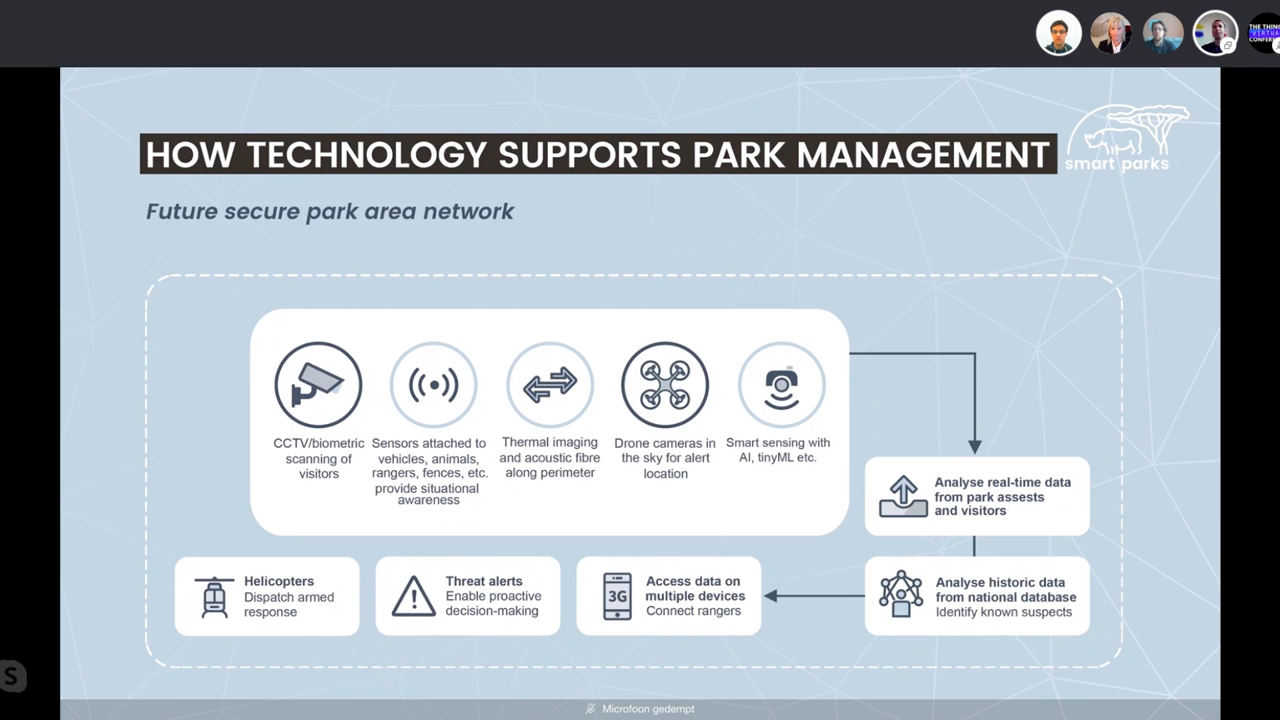 THE THING
VIRTUA
CONFERE
HOW TECHNOLOGY SUPPORTS PARK MANAGEMENT
smart parks
Future secure park area network
CCTV/biometric
scanning of
visitors
Sensors attached to
vehicles, animals,
rangers, fences, etc.
provide situational
awareness
Thermal imaging
and acoustic fibre
along perimeter
Drone cameras in
the sky for alert
location
Smart sensing with
AI, tinyML etc.
Analyse real-time data
from park assests
and visitors
Helicopters
Dispatch armed
response
Threat alerts
Enable proactive
decision-making
3G
Access data on
multiple devices
Connect rangers
Analyse historic data
from national database
Identify known suspects
S
Microfoon gedempt